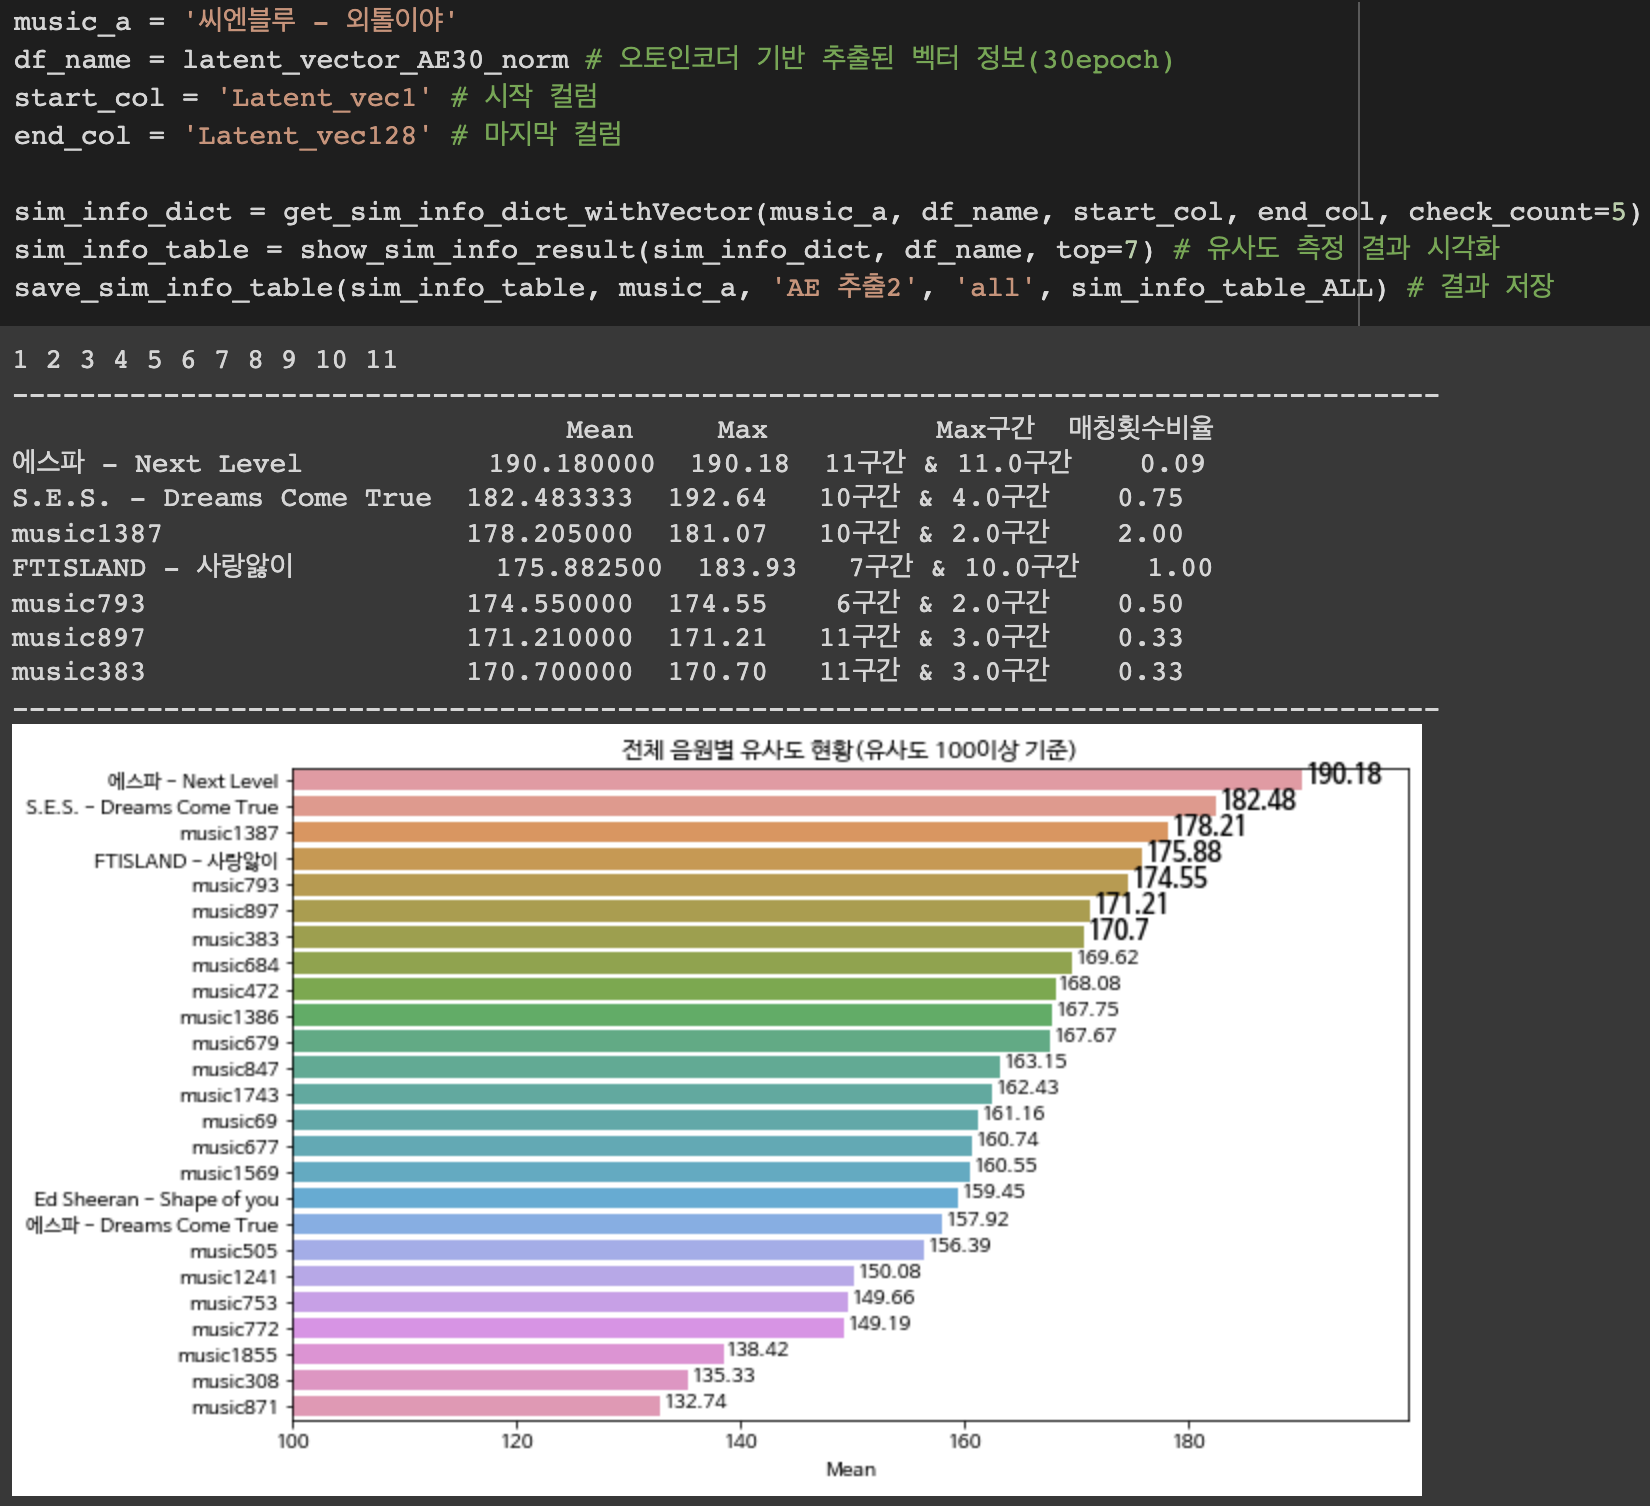 music_a = '씨엔블루 - 외톨이야'
df_name = latent_vector_AE30_norm # 오토인코더 기반 추출된 벡터 정보(30epoch)
start_col = 'Latent_vec1' # 시작 컬럼
end_col = 'Latent_vec128' # 마지막 컬럼
sim_info_dict = get_sim_info_dict_withVector(music_a, df_name, start_col, end_col, check_count=5)
sim_info_table = show_sim_info_result(sim_info_dict, df_name, top=7) # 유사도 측정 결과 시각화
save_sim_info_table(sim_info_table, music_a, 'AE 추출2', 'all', sim_info_table_ALL) # 결과 저장
1 2 3 4 5 6 7 8 9 10 11
Mean Max Max구간 매칭횟수비율
에스파 - Next Level 190.180000 190.18 11구간 & 11.0구간 0.09
S.E.S. - Dreams Come True 182.483333 192.64 10구간 & 4.0구간 0.75
music1387 178.205000 181.07 10구간 & 2.0구간 2.00
FTISLAND - 사랑앓이 175.882500 183.93 7구간 & 10.0구간 1.00
music793 174.550000 174.55 6구간 & 2.0구간 0.50
music897 171.210000 171.21 11구간 & 3.0구간 0.33
music383 170.700000 170.70 11구간 & 3.0구간 0.33
전체 음원별 유사도 현황(유사도 100이상 기준)
에스파 - Next Level 190.18
S.E.S. - Dreams Come True 182.48
music1387 178.21
FTISLAND - 사랑앓이 175.88
music793 174.55
music897 171.21
music383 170.7
music684 169.62
music472 168.08
music1386 167.75
music679 167.67
music847 163.15
music1743 162.43
music69 161.16
music677 160.74
music1569 160.55
Ed Sheeran - Shape of you 159.45
에스파 - Dreams Come True 157.92
music505 156.39
music1241 150.08
music753 149.66
music772 149.19
music1855 138.42
music308 135.33
music871 132.74
100 120 140 160 180
Mean